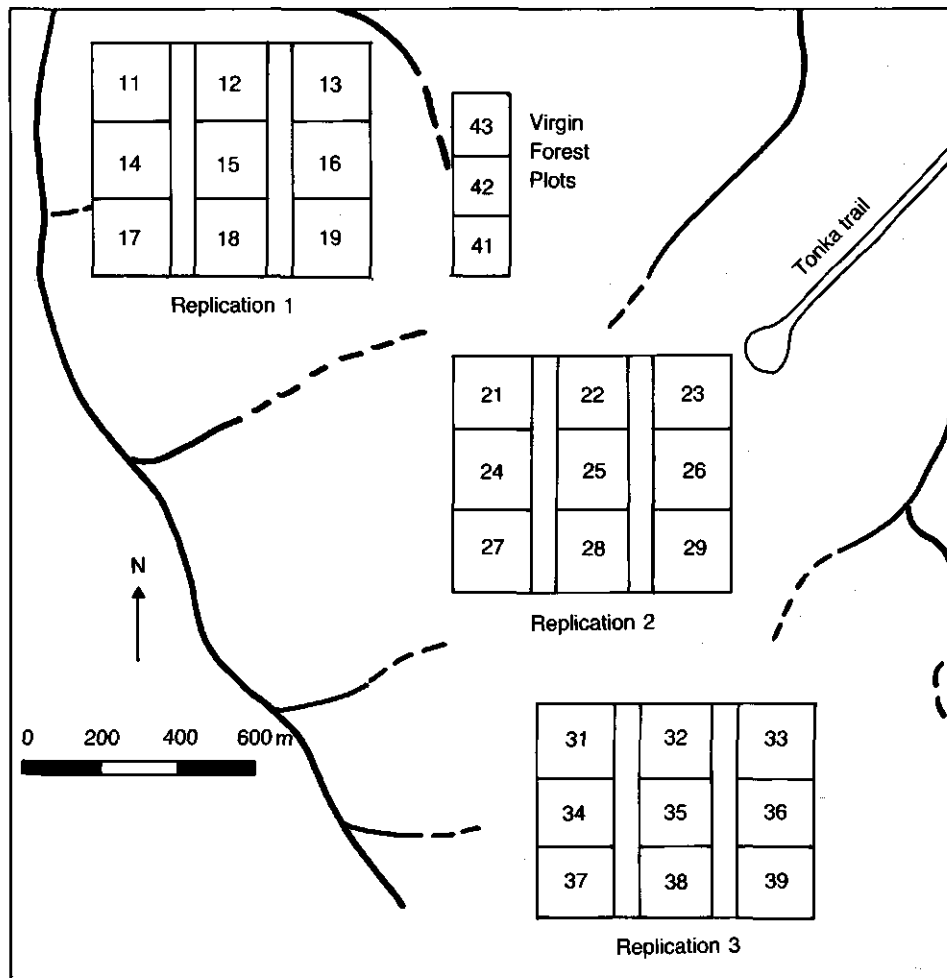 11 12 13
43 Virgin
Forest
14 15 16
42 Plots
17 18 19
41
Tonka trail
Replication 1
21 22 23
24 25 26
27 28 29
N
Replication 2
0 200 400 600 m
31 32 33
34 35 36
37 38 39
Replication 3